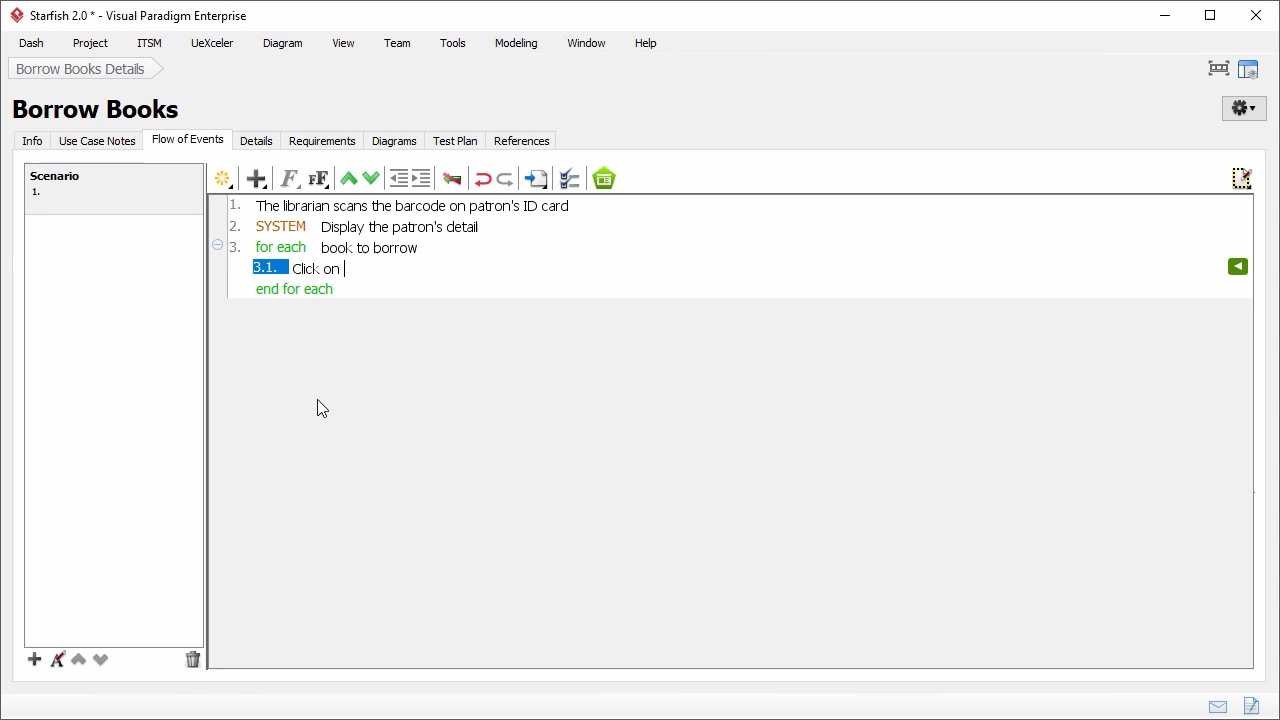 Starfish 2.0 * - Visual Paradigm Enterprise
Dash Project ITSM UeXceler Diagram View Team Tools Modeling Window Help
Borrow Books Details
Borrow Books
Info Use Case Notes Flow of Events Details Requirements Diagrams Test Plan References
Scenario
1.
F FF
1. The librarian scans the barcode on patron's ID card
2. SYSTEM Display the patron's detail
3. for each book to borrow
3.1. Click on
end for each